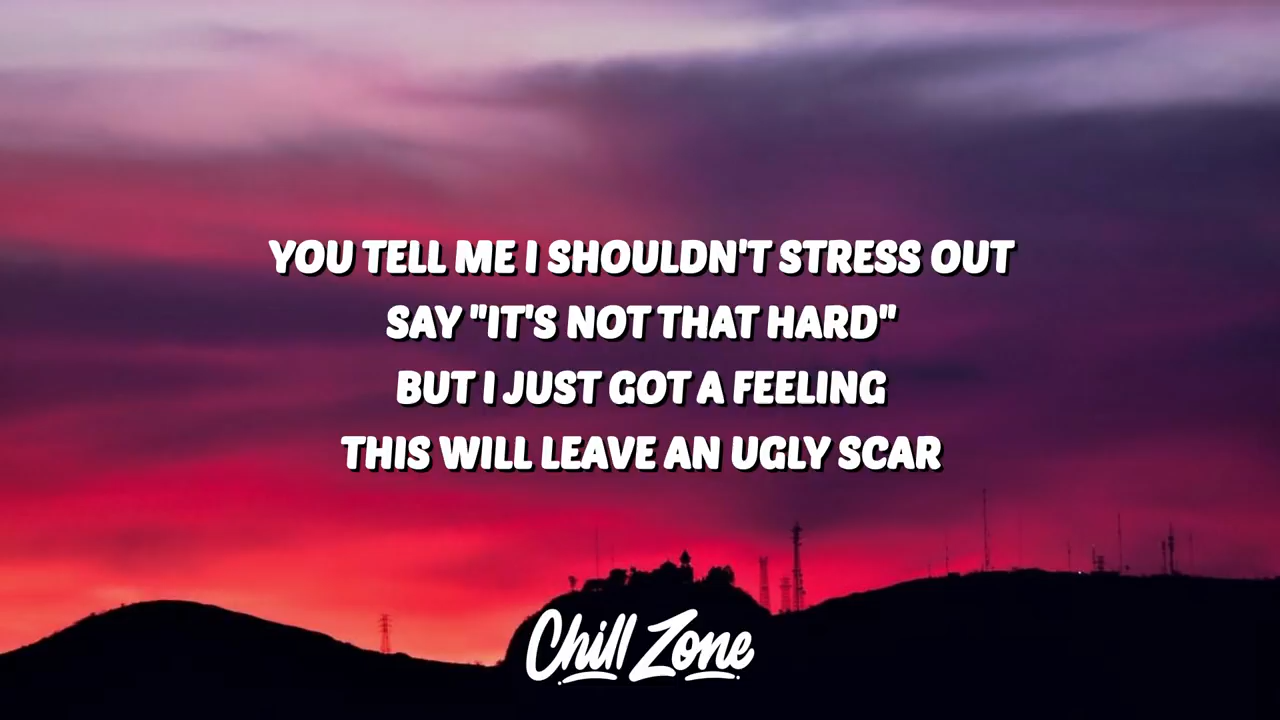 YOU TELL ME I SHOULDN'T STRESS OUT
SAY "IT'S NOT THAT HARD"
BUT I JUST GOT A FEELING
THIS WILL LEAVE AN UGLY SCAR
Chill Zone